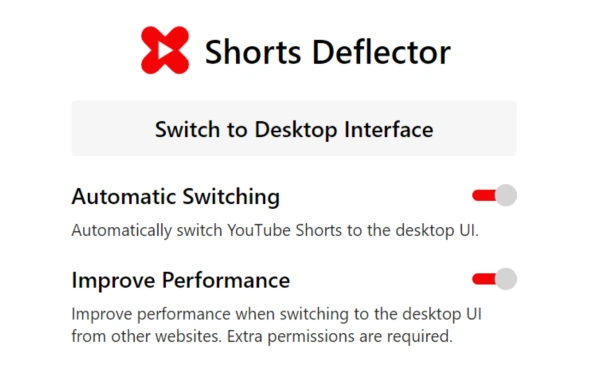 Shorts Deflector
Switch to Desktop Interface
Automatic Switching
Automatically switch YouTube Shorts to the desktop UI.
Improve Performance
Improve performance when switching to the desktop UI
from other websites. Extra permissions are required.